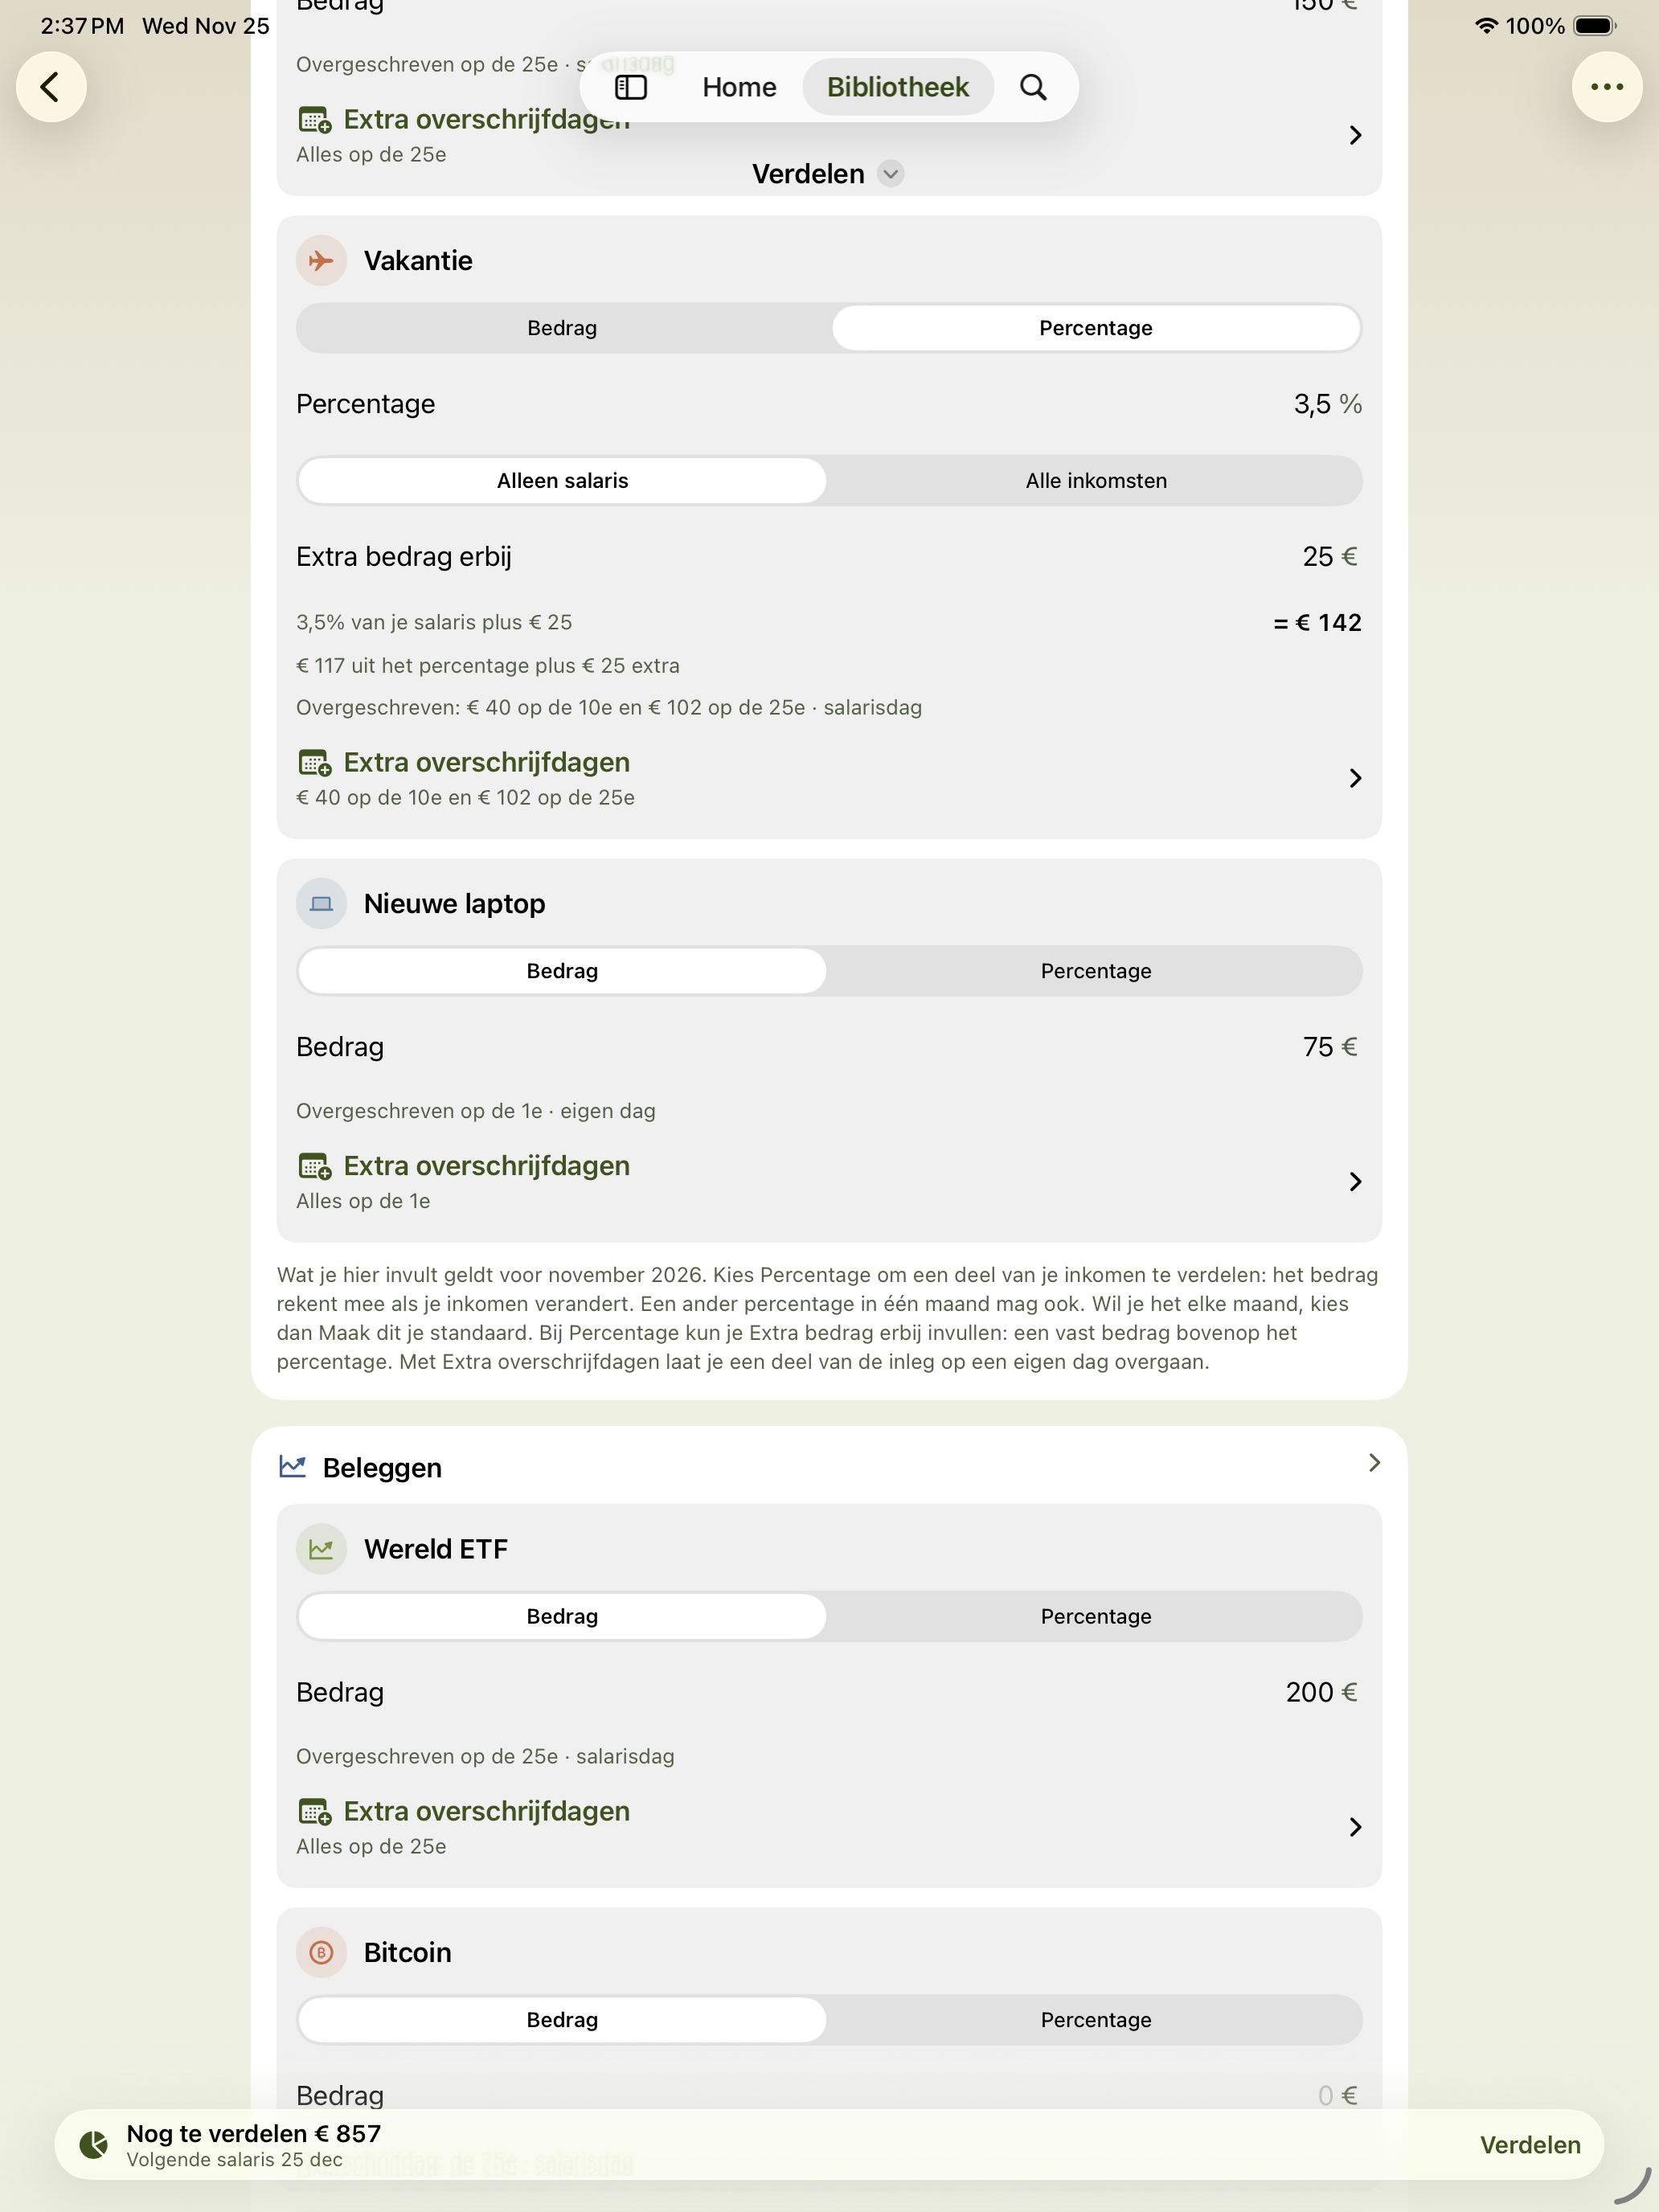 2:37 PM Wed Nov 25
100%
Bedrag
150 €
Overgeschreven op de 25e ·
Home
Bibliotheek
Extra overschrijfdagen
Alles op de 25e
Verdelen
Vakantie
Bedrag
Percentage
Percentage
3,5 %
Alleen salaris
Alle inkomsten
Extra bedrag erbij
25 €
3,5% van je salaris plus € 25
= € 142
€ 117 uit het percentage plus € 25 extra
Overgeschreven: € 40 op de 10e en € 102 op de 25e · salarisdag
Extra overschrijfdagen
€ 40 op de 10e en € 102 op de 25e
Nieuwe laptop
Bedrag
Percentage
Bedrag
75 €
Overgeschreven op de 1e · eigen dag
Extra overschrijfdagen
Alles op de 1e
Wat je hier invult geldt voor november 2026. Kies Percentage om een deel van je inkomen te verdelen: het bedrag
rekent mee als je inkomen verandert. Een ander percentage in één maand mag ook. Wil je het elke maand, kies
dan Maak dit je standaard. Bij Percentage kun je Extra bedrag erbij invullen: een vast bedrag bovenop het
percentage. Met Extra overschrijfdagen laat je een deel van de inleg op een eigen dag overgaan.
Beleggen
Wereld ETF
Bedrag
Percentage
Bedrag
200 €
Overgeschreven op de 25e · salarisdag
Extra overschrijfdagen
Alles op de 25e
Bitcoin
Bedrag
Percentage
Bedrag
0 €
Nog te verdelen € 857
Volgende salaris 25 dec
Verdelen